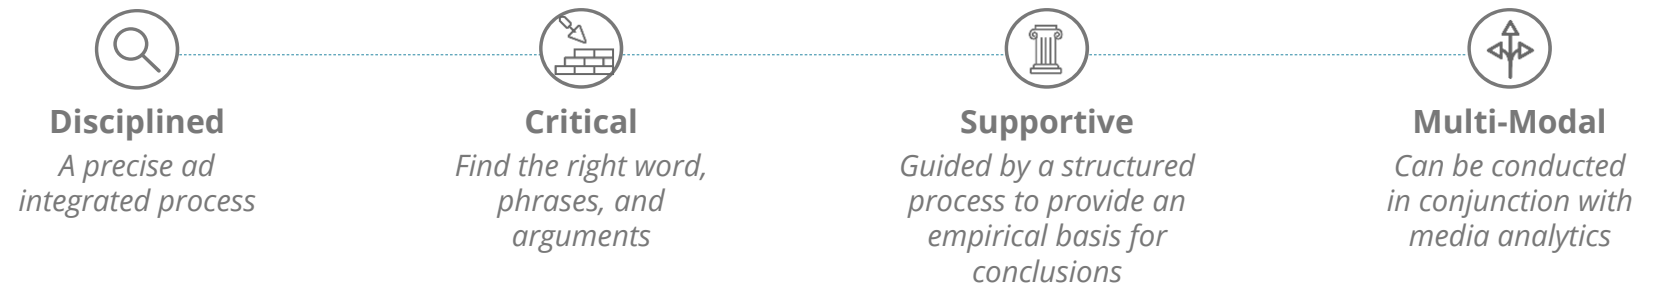 Disciplined
A precise ad
integrated process
Critical
Find the right word,
phrases, and
arguments
Supportive
Guided by a structured
process to provide an
empirical basis for
conclusions
Multi-Modal
Can be conducted
in conjunction with
media analytics